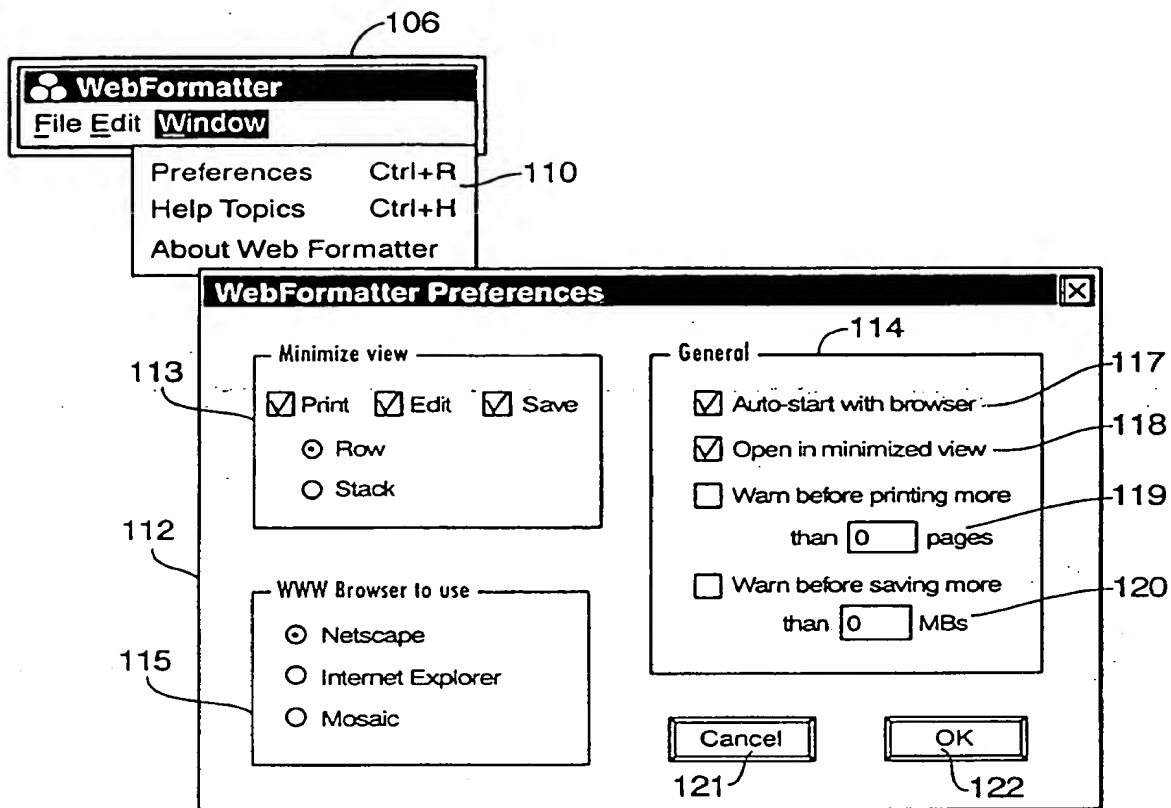 106
WebFormatter
File Edit Window
Preferences Ctrl+R
110
Help Topics Ctrl+H
About Web Formatter
WebFormatter Preferences
113
Minimize view
Print Edit Save
Row
Stack
114
General
117
Auto-start with browser
118
Open in minimized view
Warn before printing more
119
than 0 pages
Warn before saving more
120
than 0 MBs
112
WWW Browser to use
Netscape
115
Internet Explorer
Mosaic
Cancel
OK
121
122